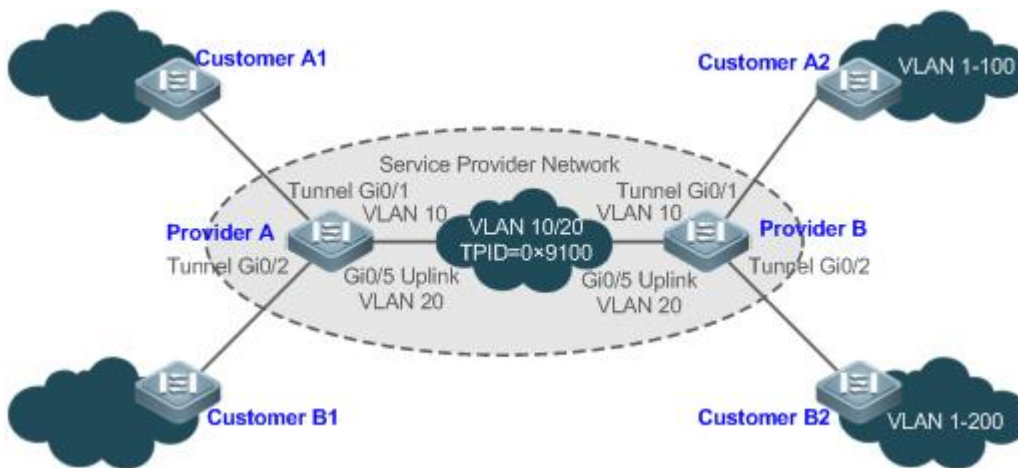 Customer A1
Customer A2
VLAN 1-100
Service Provider Network
Tunnel Gi0/1
VLAN 10
Tunnel Gi0/1
VLAN 10
Provider A
VLAN 10/20
TPID=0×9100
Provider B
Tunnel Gi0/2
Gi0/5 Uplink
VLAN 20
Gi0/5 Uplink
VLAN 20
Tunnel Gi0/2
Customer B1
Customer B2
VLAN 1-200